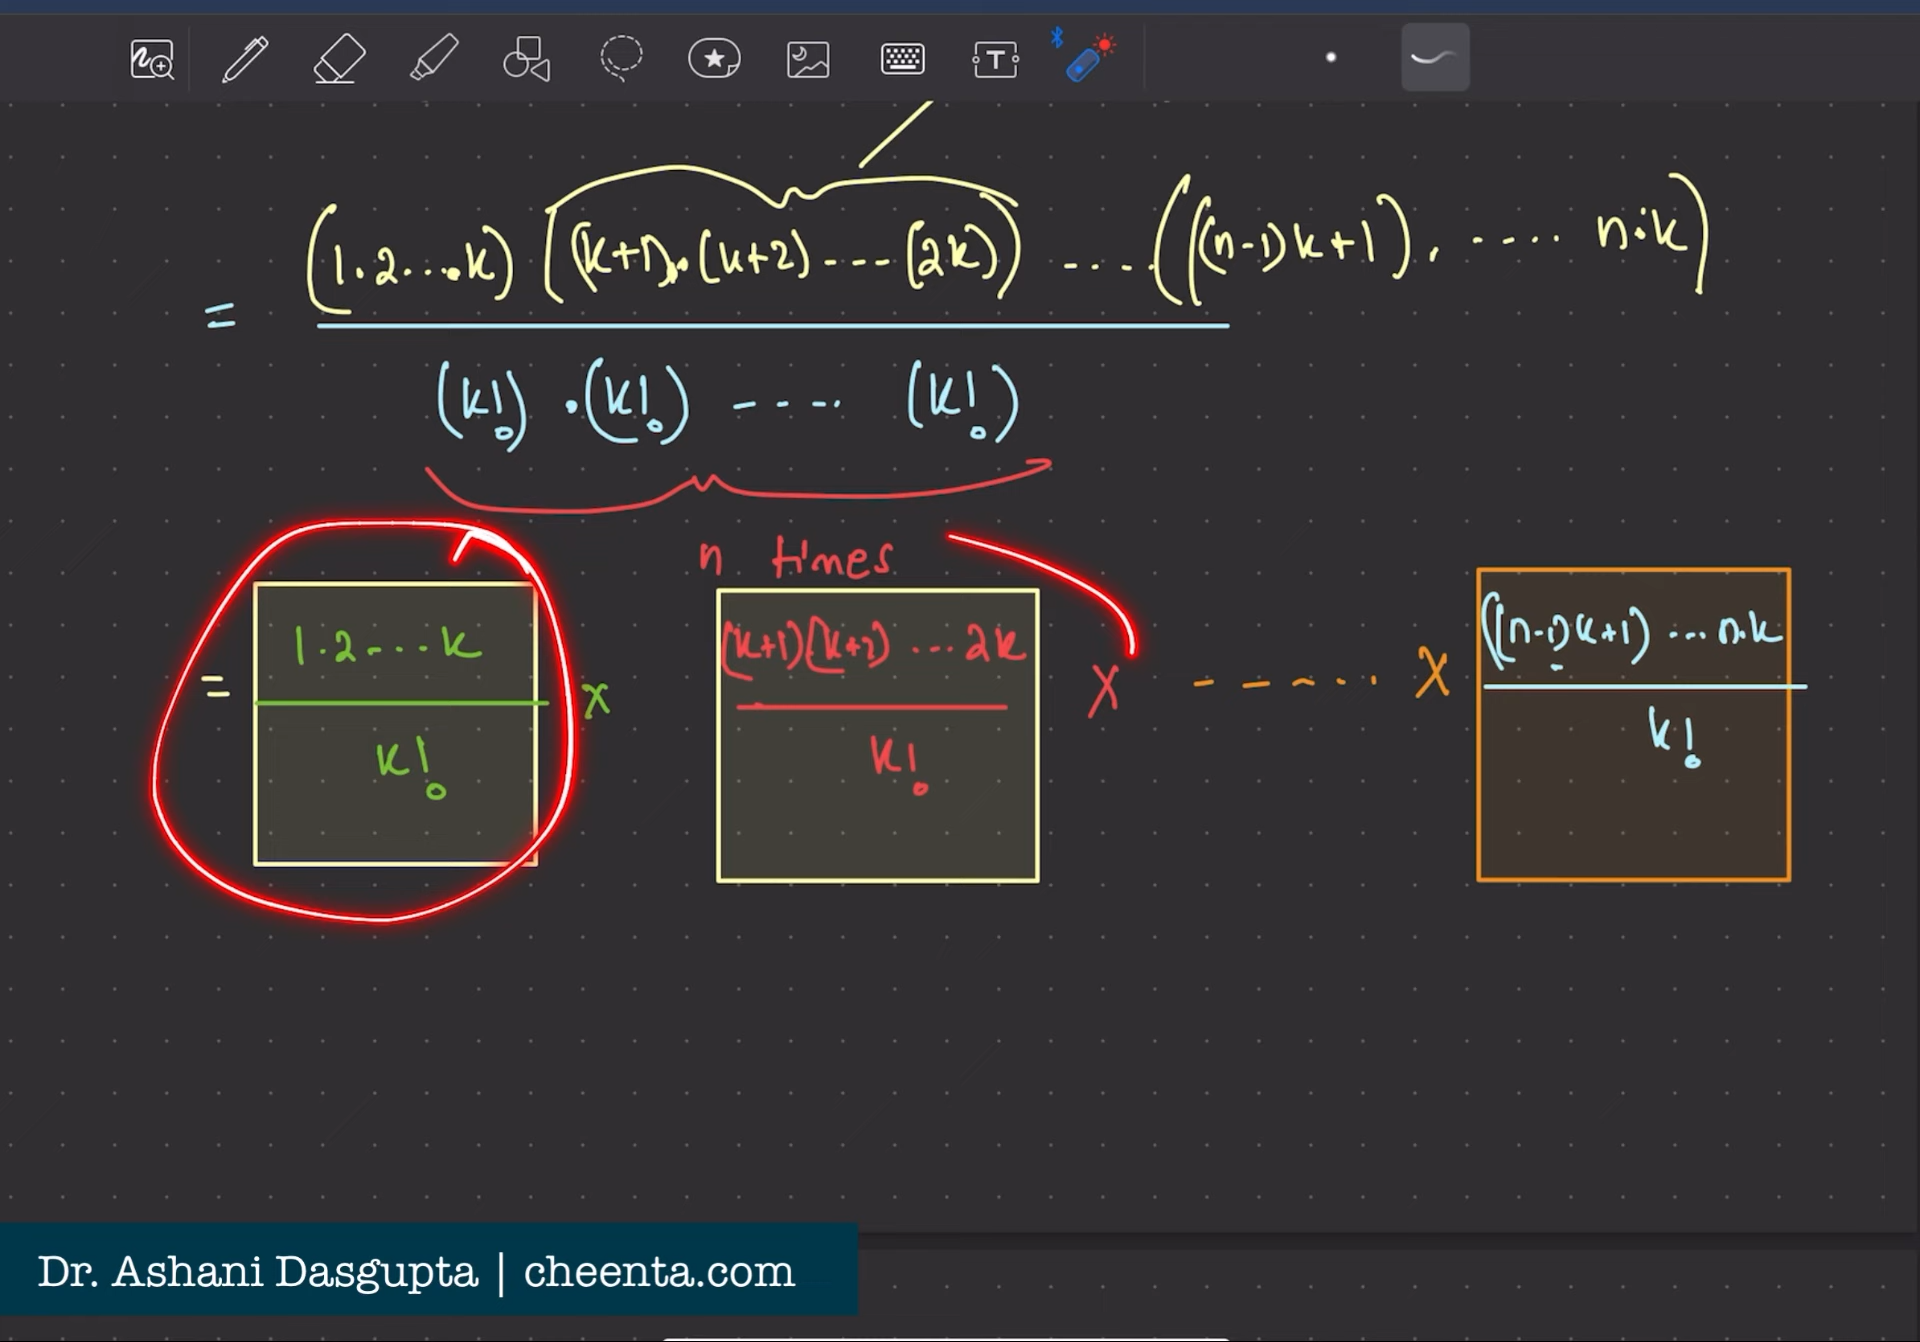 (1·2...·k) [(k+1)·(k+2)---(2k)) ....(((n-1)k+1). ---- n·k)
=
(k!) ·(k!) ---- (k!)
n times
1·2---k (k+1)(k+2) ...2k ((n-1)k+1) ...n·k
= x X ----... X
k! k! k!
Dr. Ashani Dasgupta | cheenta.com